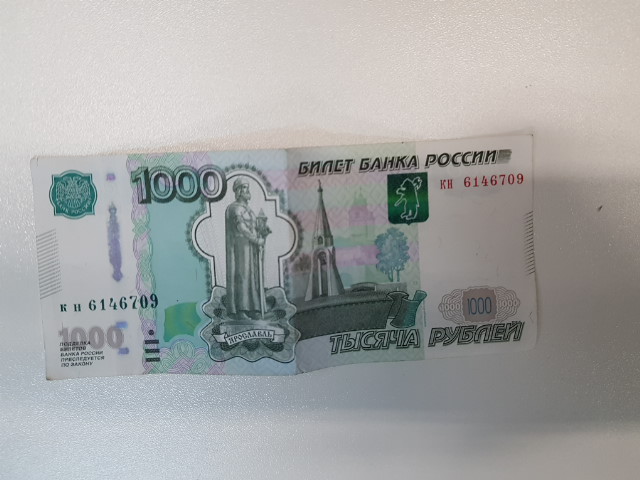 1000
БИЛЕТ БАНКА РОССИИ
кн 6146709
кн 6146709
1000
ЯРОСЛАВЛЬ
1000
ТЫСЯЧА РУБЛЕЙ
ПОДДЕЛКА
БИЛЕТОВ
БАНКА РОССИИ
ПРЕСЛЕДУЕТСЯ
ПО ЗАКОНУ